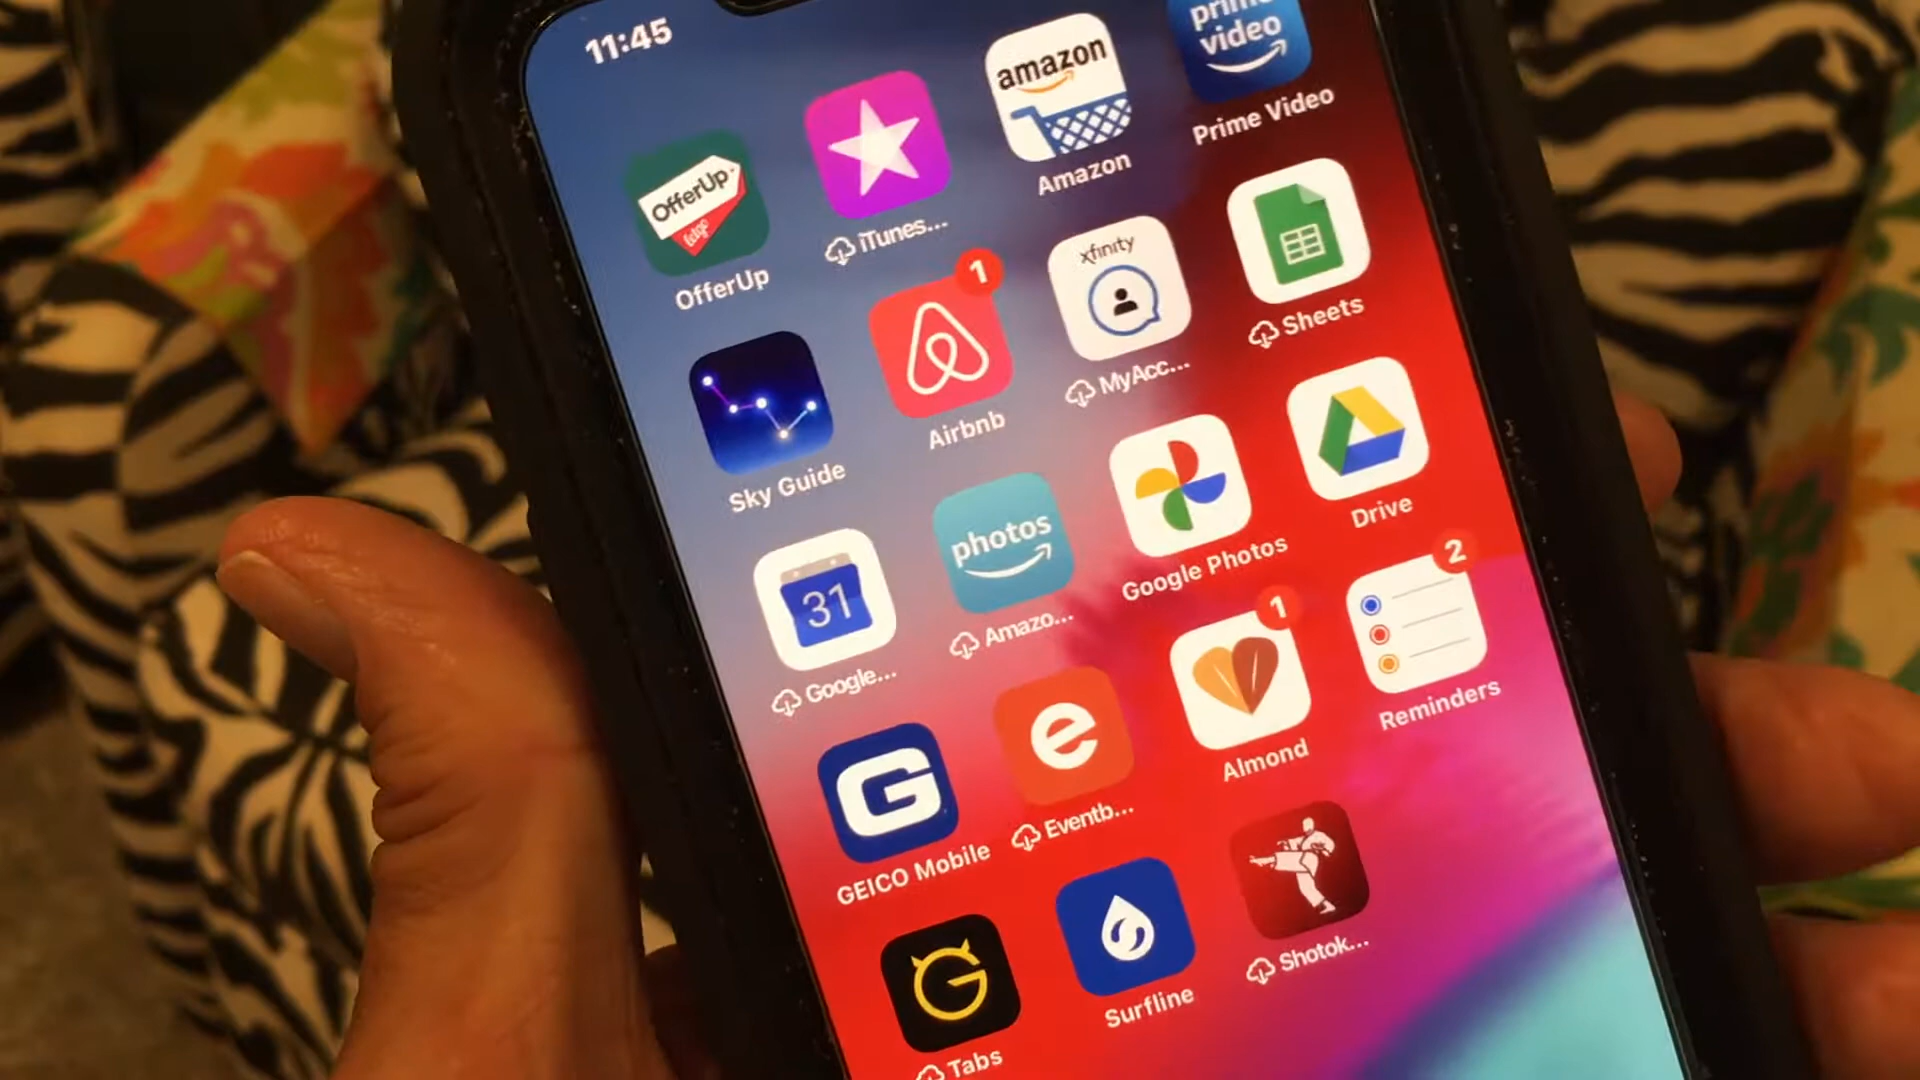 11:45
OfferUp
letgo
OfferUp
iTunes...
amazon
Amazon
prime
video
Prime Video
Sky Guide
1
Airbnb
xfinity
MyAcc...
Sheets
31
Google...
photos
Amazo...
Google Photos
Drive
G
GEICO Mobile
e
Eventb...
1
Almond
2
Reminders
G
Tabs
Surfline
Shotok...